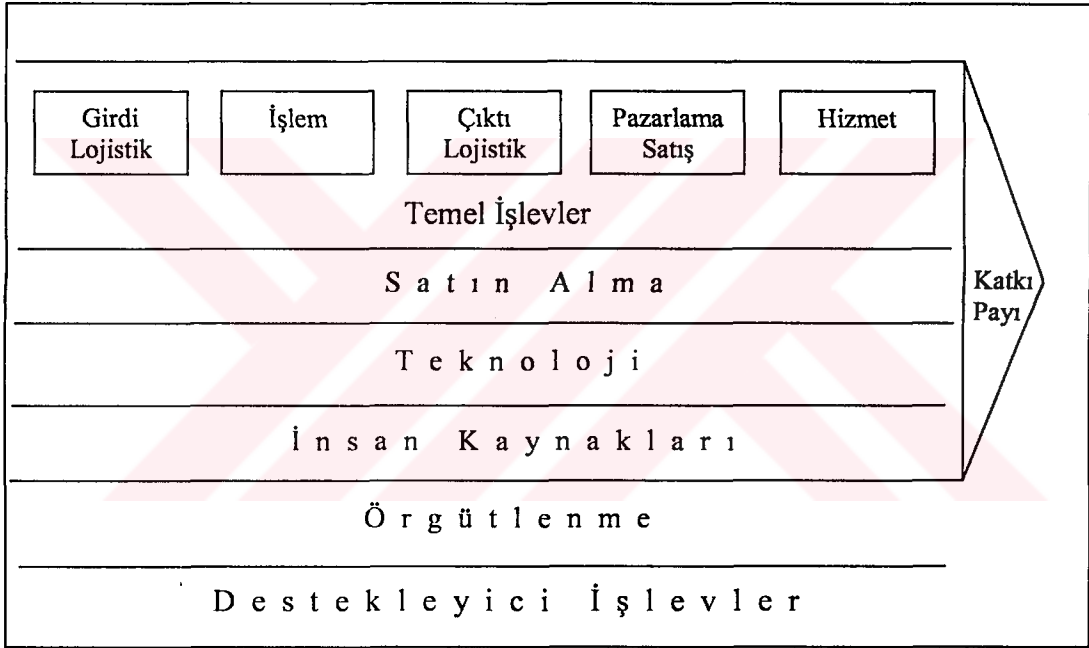 Girdi
Lojistik
İşlem
Çıktı
Lojistik
Pazarlama
Satış
Hizmet
Temel İşlevler
Satın Alma
Katkı
Payı
Teknoloji
İnsan Kaynakları
Örgütlenme
Destekleyici İşlevler